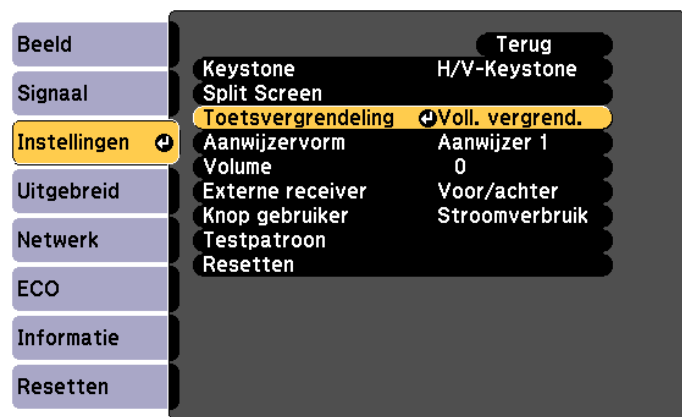 Beeld
Signaal
Instellingen
Uitgebreid
Netwerk
ECO
Informatie
Resetten
Terug
Keystone H/V-Keystone
Split Screen
Toetsvergrendeling Voll. vergrend.
Aanwijzervorm Aanwijzer 1
Volume 0
Externe receiver Voor/achter
Knop gebruiker Stroomverbruik
Testpatroon
Resetten